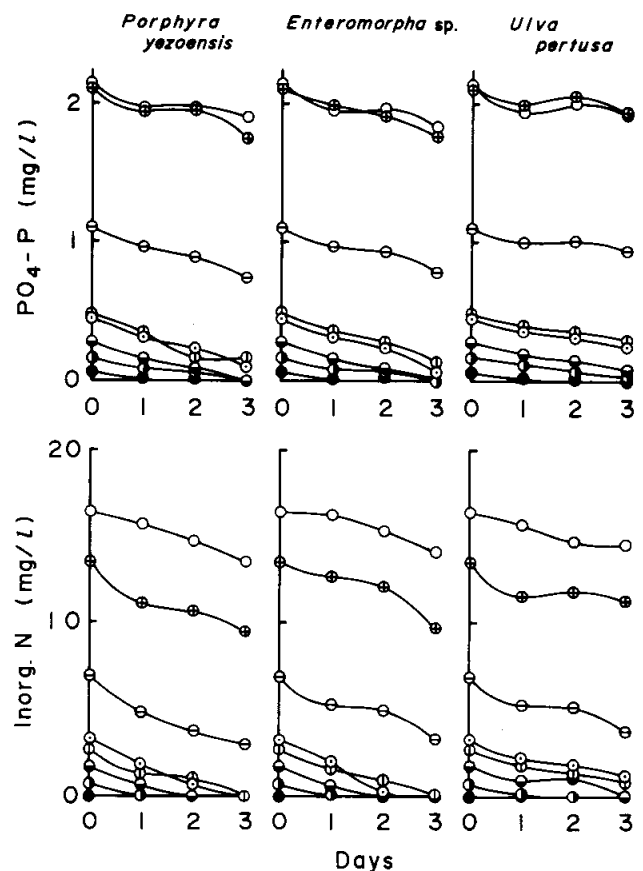 Porphyra yezoensis
Enteromorpha sp.
Ulva pertusa
PO4-P (mg/l)
2
1
0
0 1 2 3
0 1 2 3
0 1 2 3
Inorg. N (mg/l)
20
10
0
0 1 2 3
0 1 2 3
0 1 2 3
Days